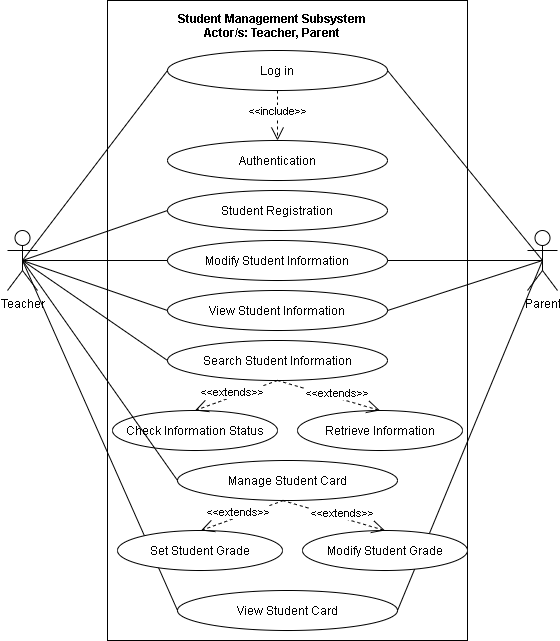 Student Management Subsystem
Actor/s: Teacher, Parent
Log in
<<include>>
Authentication
Student Registration
Modify Student Information
Teacher
Parent
View Student Information
Search Student Information
<<extends>> <<extends>>
Check Information Status
Retrieve Information
Manage Student Card
<<extends>> <<extends>>
Set Student Grade
Modify Student Grade
View Student Card